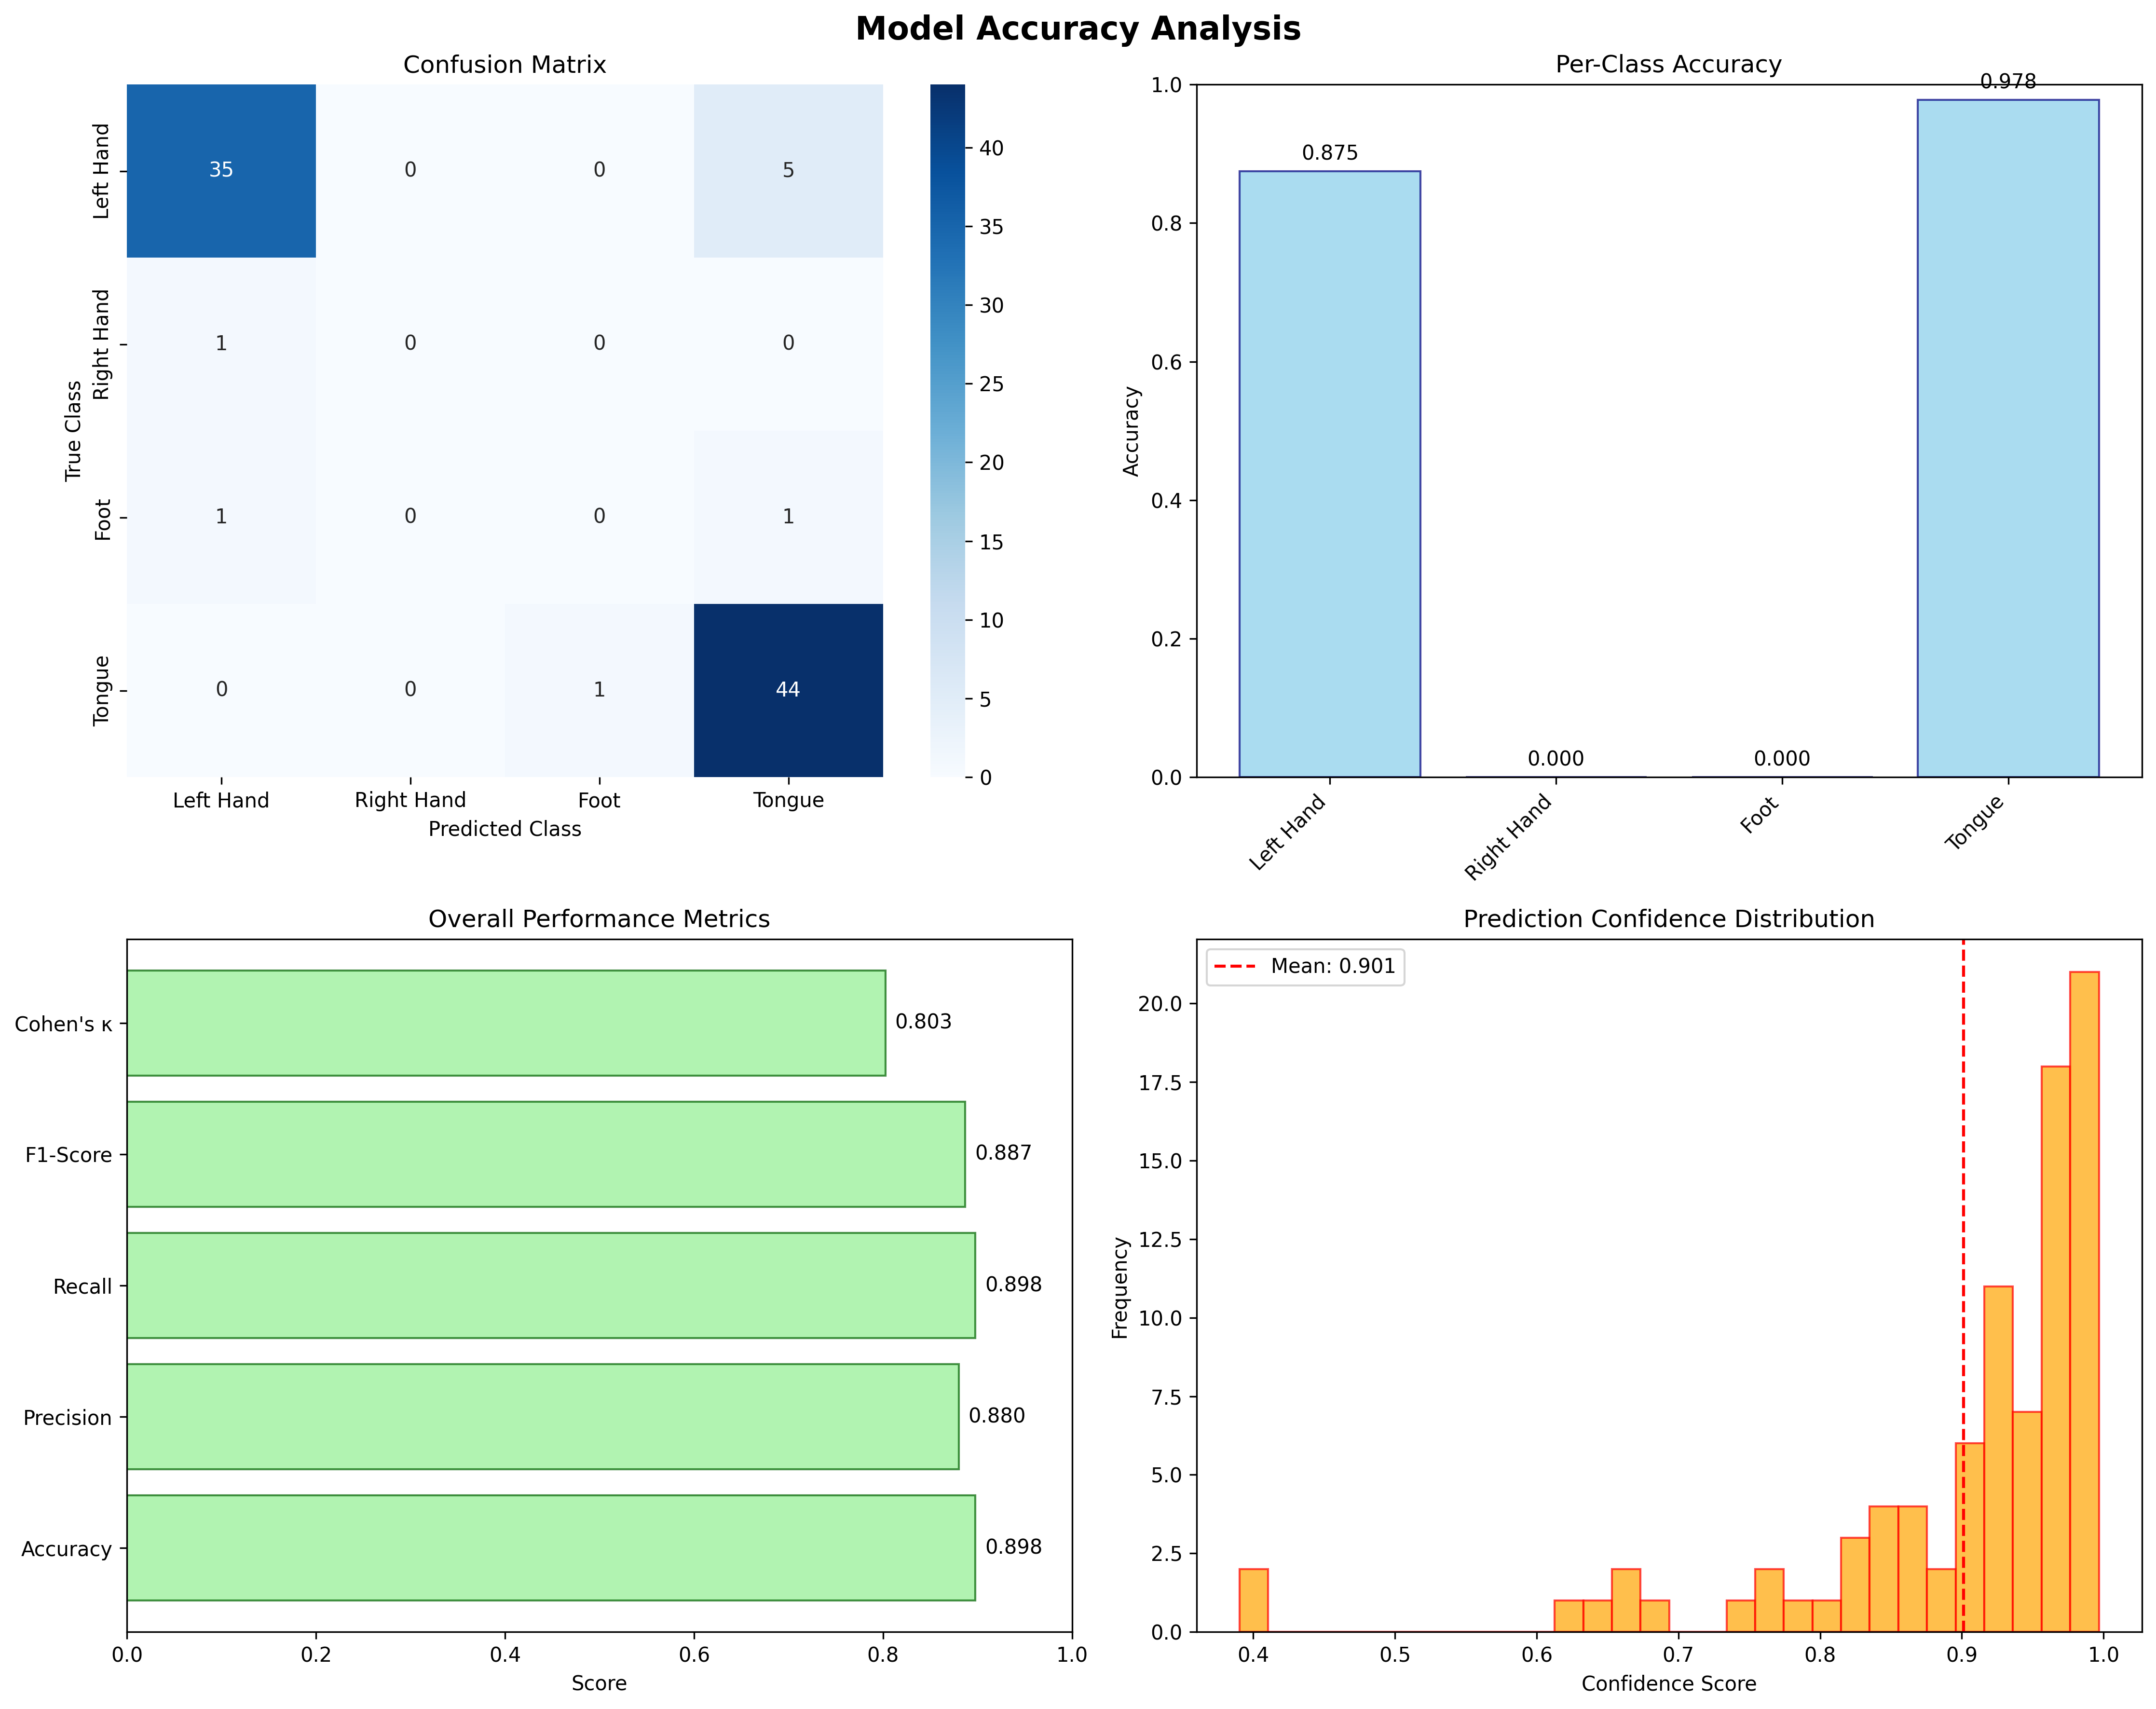 Model Accuracy Analysis
Confusion Matrix
True Class
Left Hand
Right Hand
Foot
Tongue
35 0 0 5
1 0 0 0
1 0 0 1
0 0 1 44
Left Hand Right Hand Foot Tongue
Predicted Class
40
35
30
25
20
15
10
5
0
Per-Class Accuracy
Accuracy
1.0
0.8
0.6
0.4
0.2
0.0
0.875
0.000
0.000
0.978
Left Hand
Right Hand
Foot
Tongue
Overall Performance Metrics
Cohen's κ 0.803
F1-Score 0.887
Recall 0.898
Precision 0.880
Accuracy 0.898
0.0 0.2 0.4 0.6 0.8 1.0
Score
Prediction Confidence Distribution
Mean: 0.901
Frequency
20.0
17.5
15.0
12.5
10.0
7.5
5.0
2.5
0.0
0.4 0.5 0.6 0.7 0.8 0.9 1.0
Confidence Score